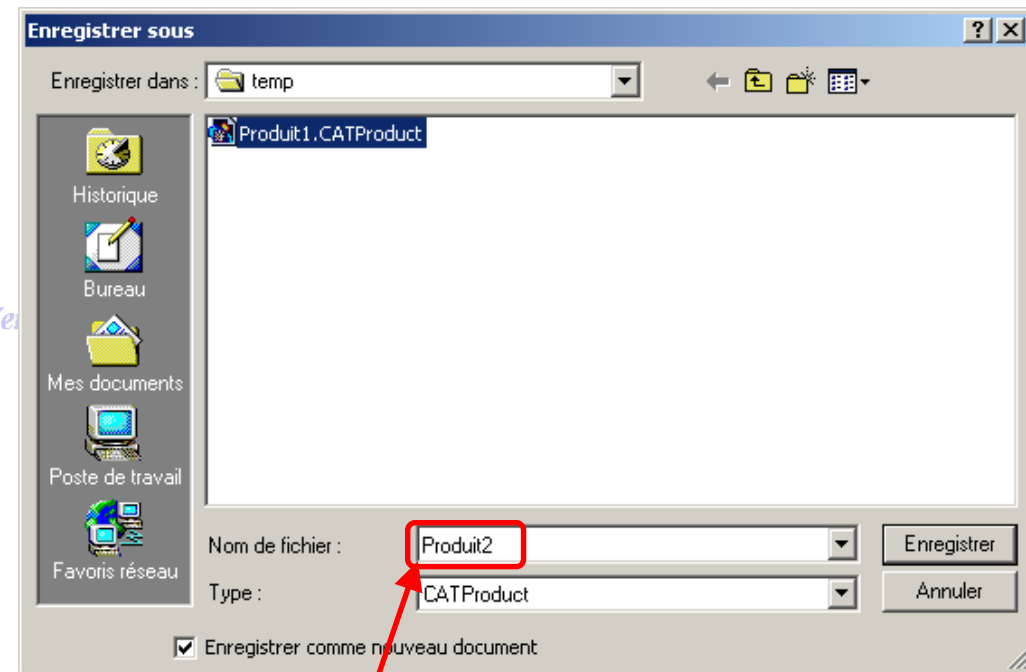 Enregistrer sous
Enregistrer dans : temp
Produit1.CATProduct
Historique
Bureau
Mes documents
Poste de travail
Favoris réseau
Nom de fichier : Produit2 Enregistrer
Type : CATProduct Annuler
Enregistrer comme nouveau document